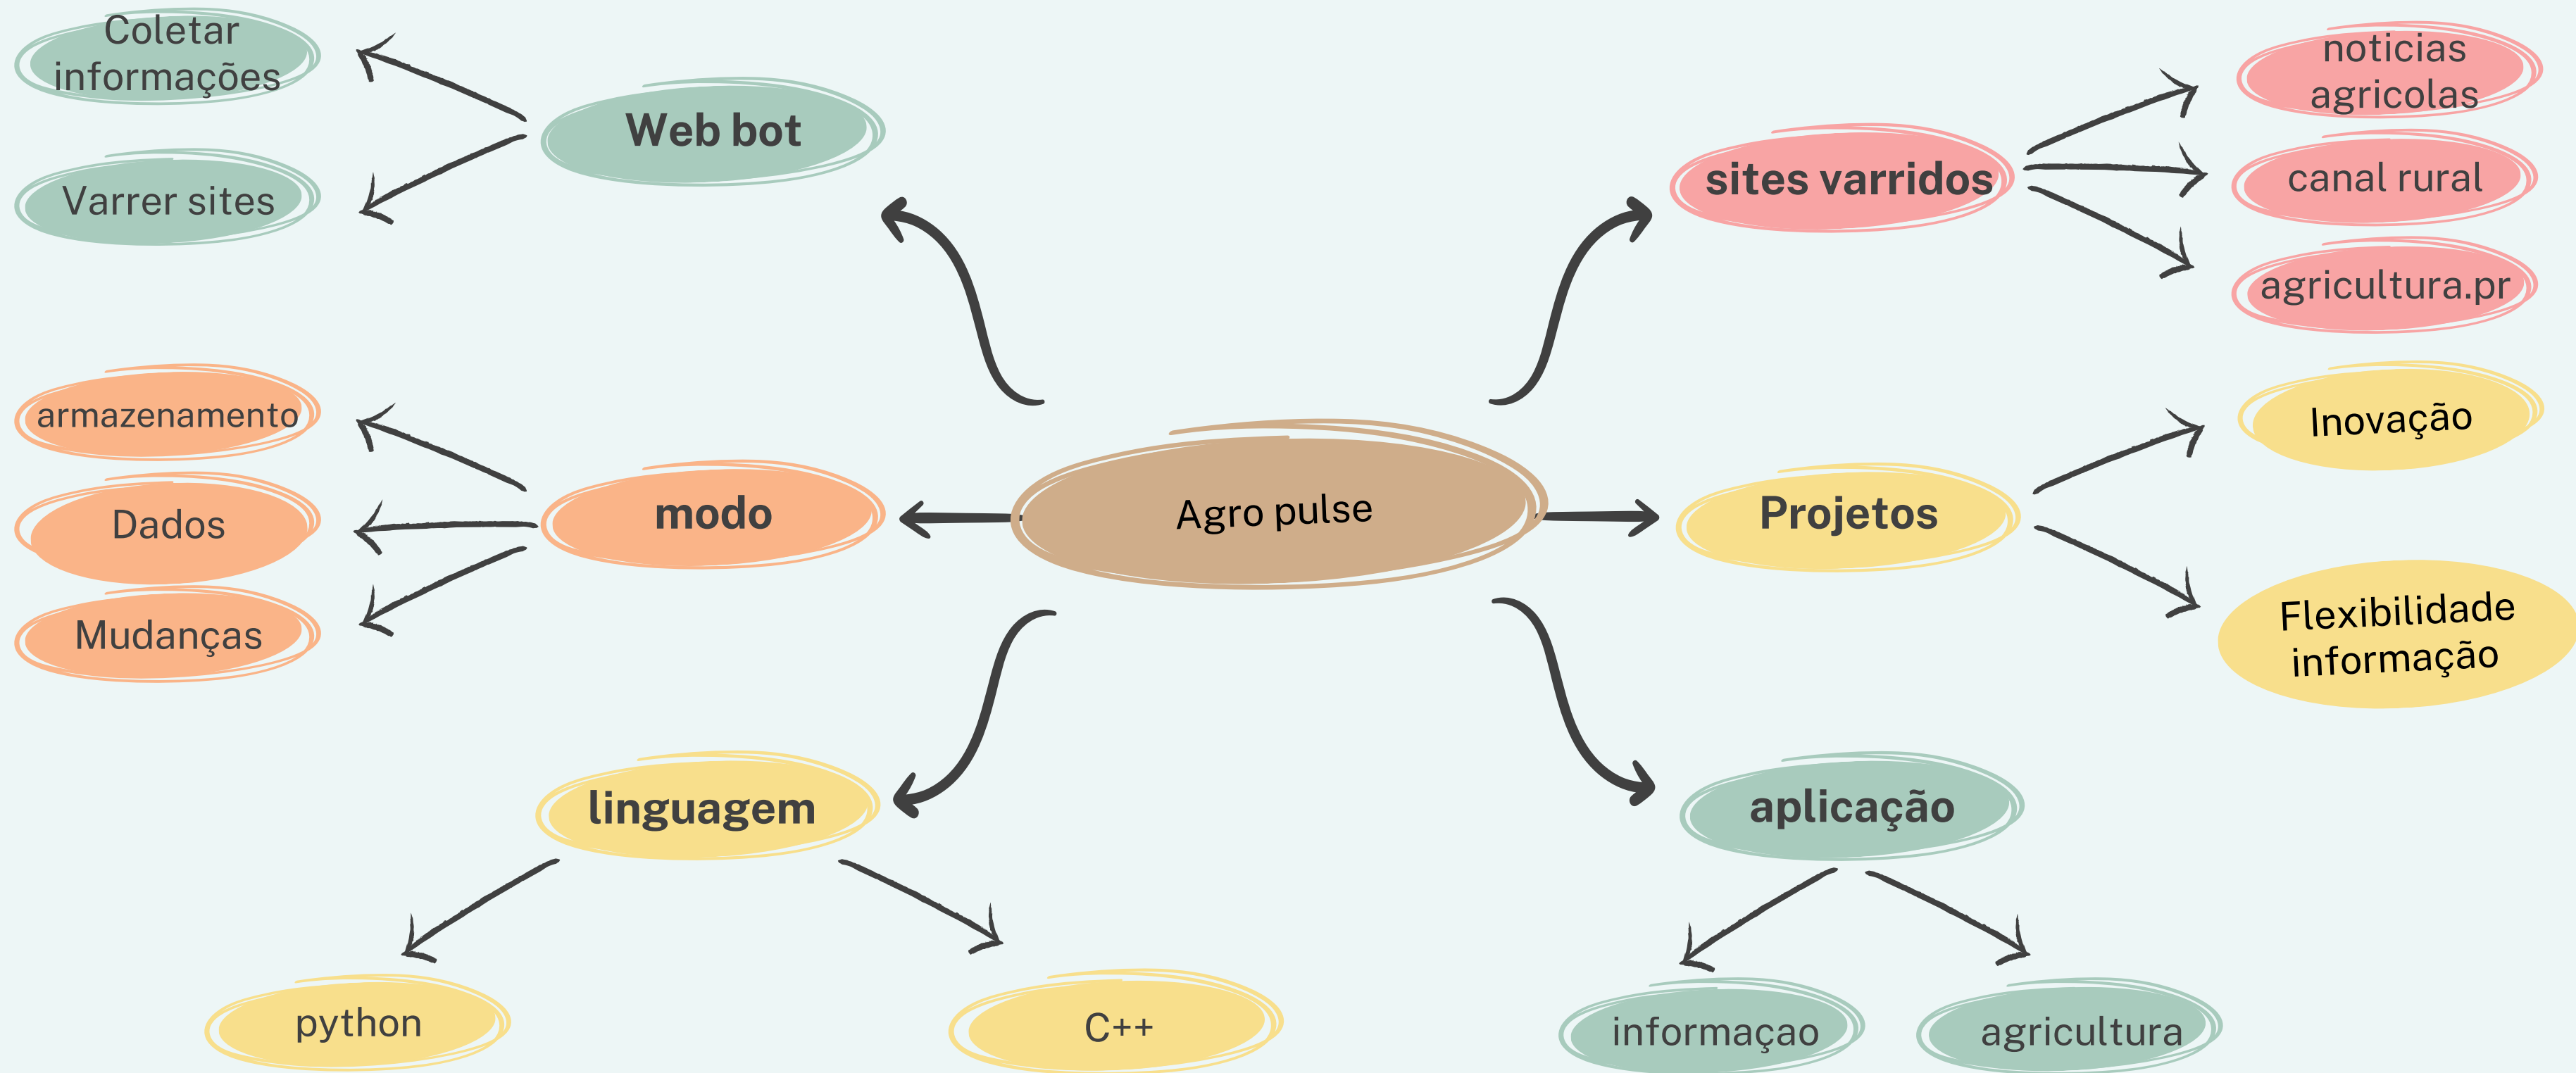 Coletar
informações
Varrer sites
Web bot
sites varridos
noticias
agricolas
canal rural
agricultura.pr
armazenamento
Dados
Mudanças
modo
Agro pulse
Projetos
Inovação
Flexibilidade
informação
linguagem
python
C++
aplicação
informaçao
agricultura